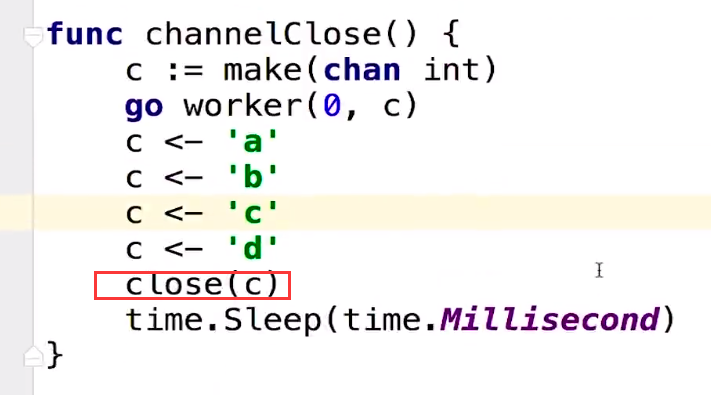 func channelClose() {
    c := make(chan int)
    go worker(0, c)
    c <- 'a'
    c <- 'b'
    c <- 'c'
    c <- 'd'
    close(c)
    time.Sleep(time.Millisecond)
}